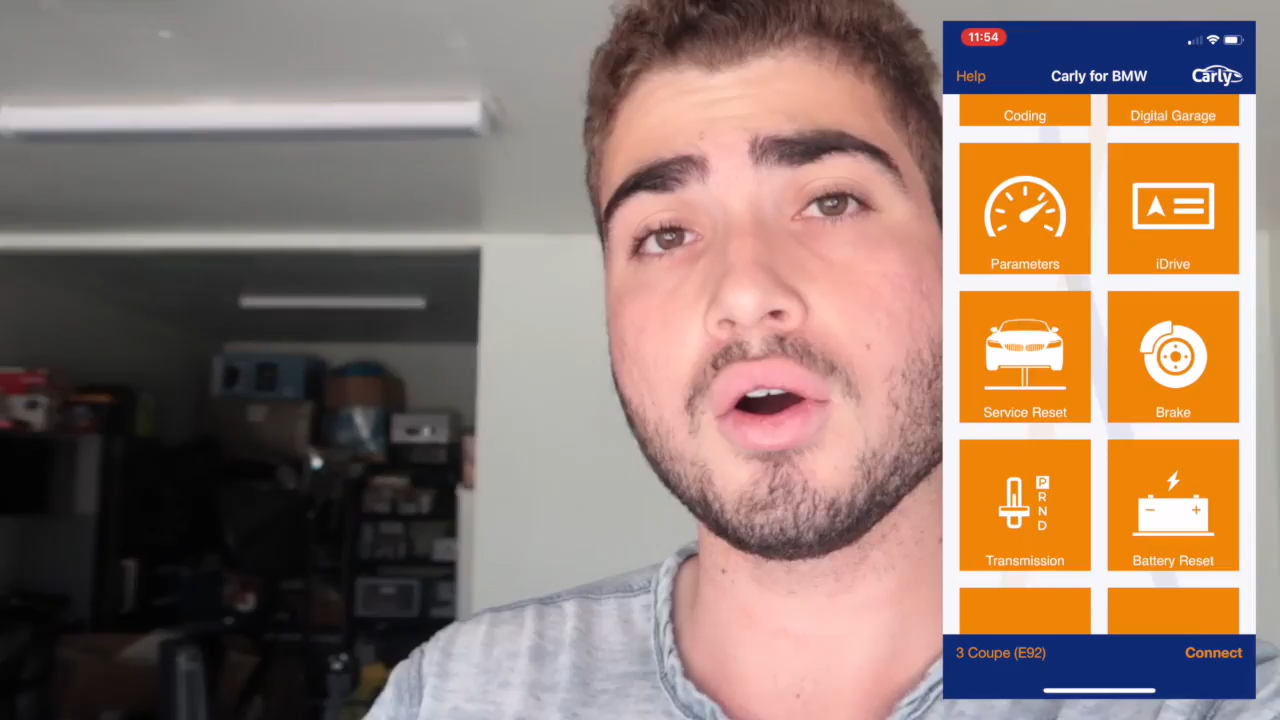 11:54
Help
Carly for BMW
Carly
Coding
Digital Garage
Parameters
iDrive
Service Reset
Brake
P
R
N
D
Transmission
Battery Reset
3 Coupe (E92)
Connect